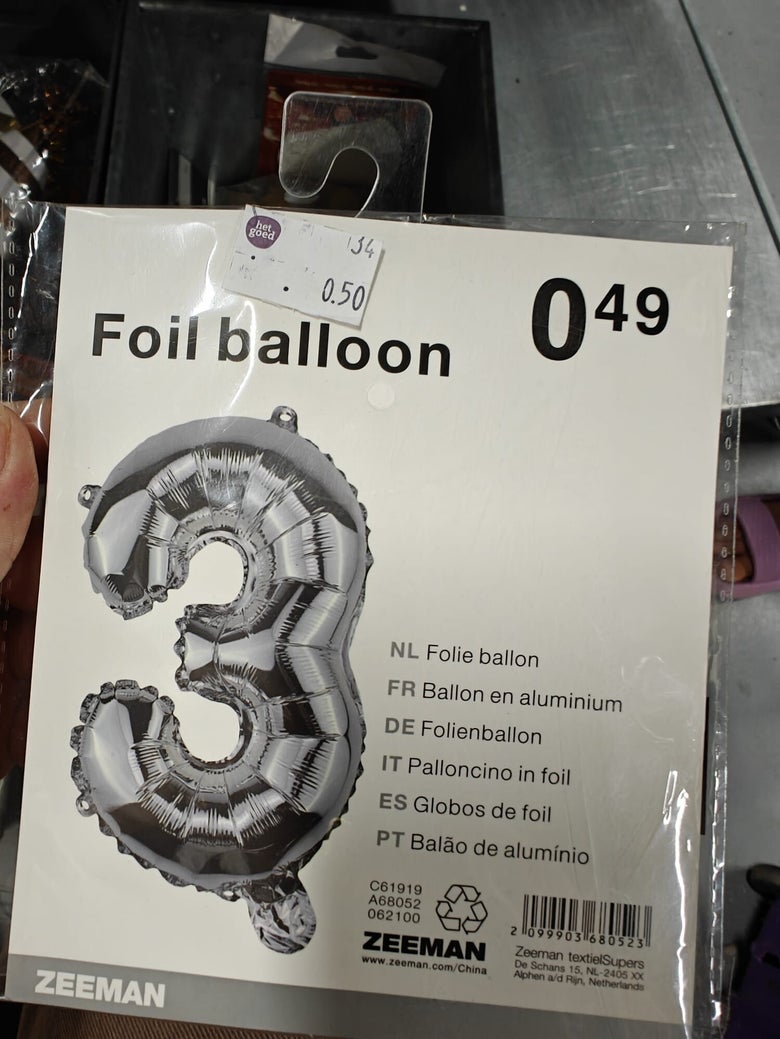 het
goed
34
0.50
Foil balloon
0 49
NL Folie ballon
FR Ballon en aluminium
DE Folienballon
IT Palloncino in foil
ES Globos de foil
PT Balão de alumínio
C61919
A68052
062100
ZEEMAN
www.zeeman.com/China
2 099903 680523
Zeeman textielSupers
De Schans 15, NL-2405 XX
Alphen a/d Rijn, Netherlands
ZEEMAN